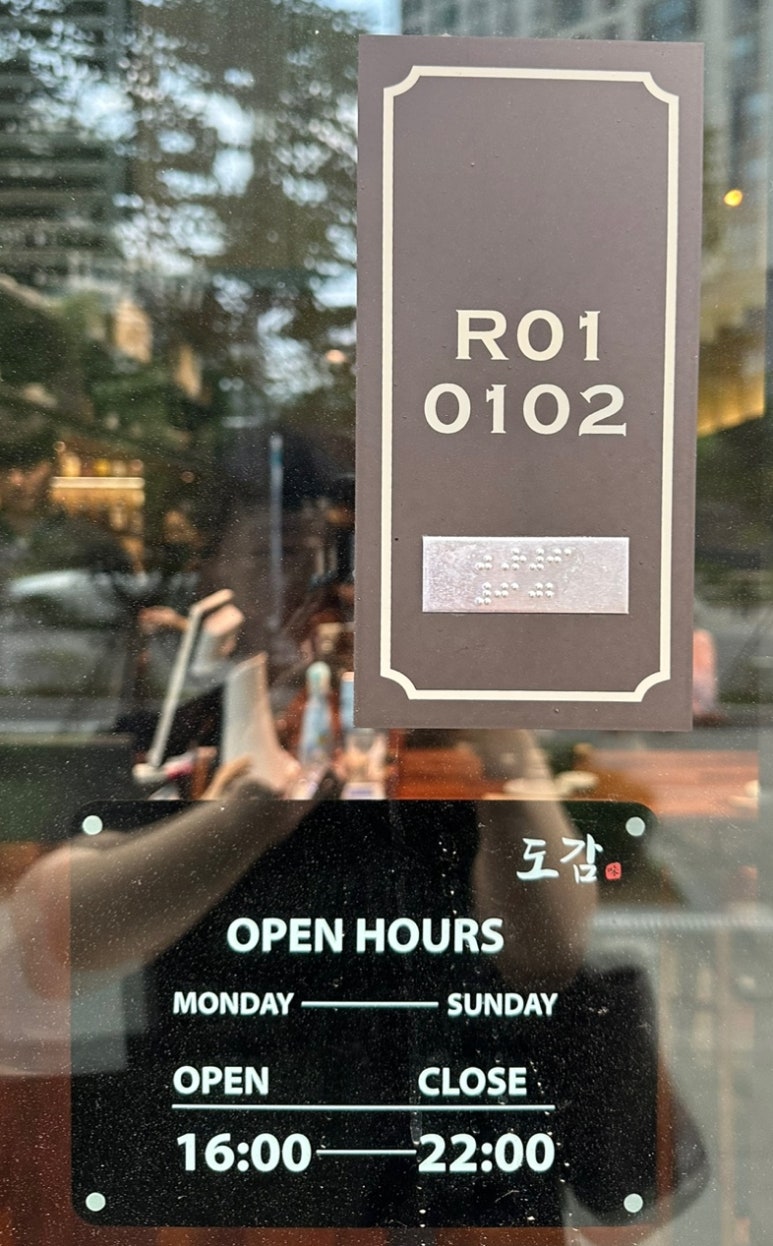 R01
0102
도감
OPEN HOURS
MONDAY — SUNDAY
OPEN CLOSE
16:00 — 22:00